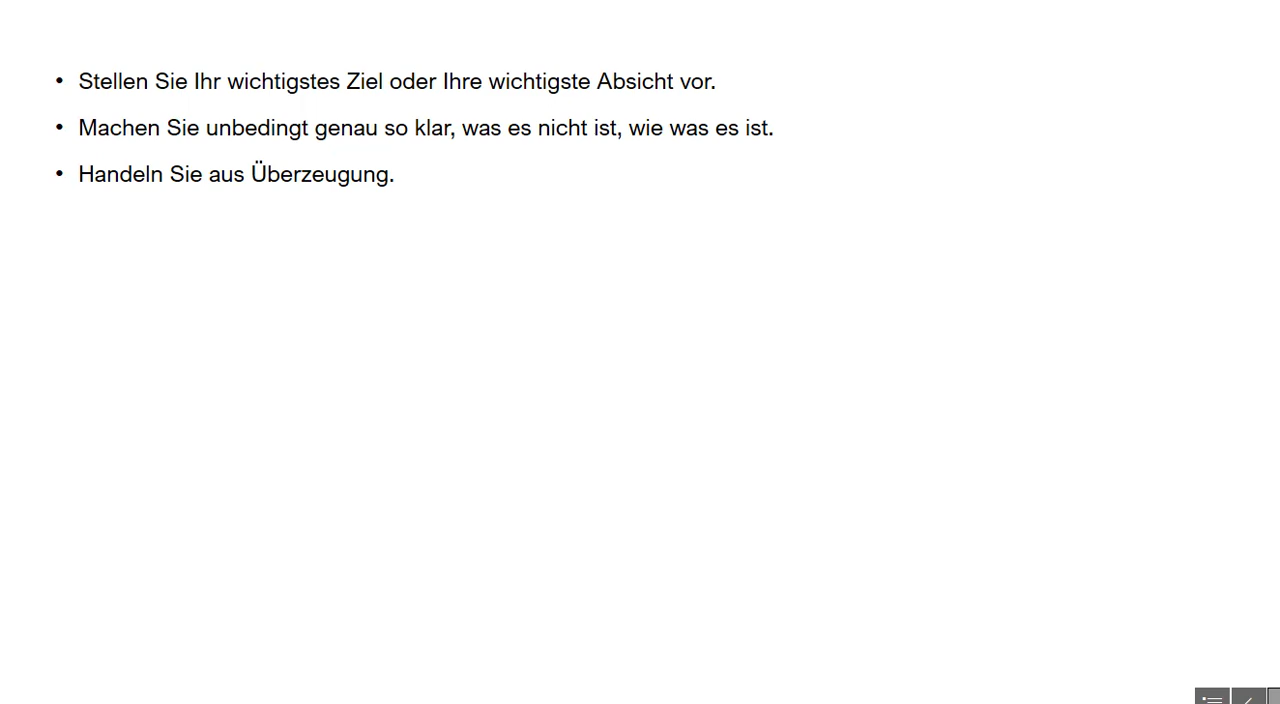 • Stellen Sie Ihr wichtigstes Ziel oder Ihre wichtigste Absicht vor.
• Machen Sie unbedingt genau so klar, was es nicht ist, wie was es ist.
• Handeln Sie aus Überzeugung.